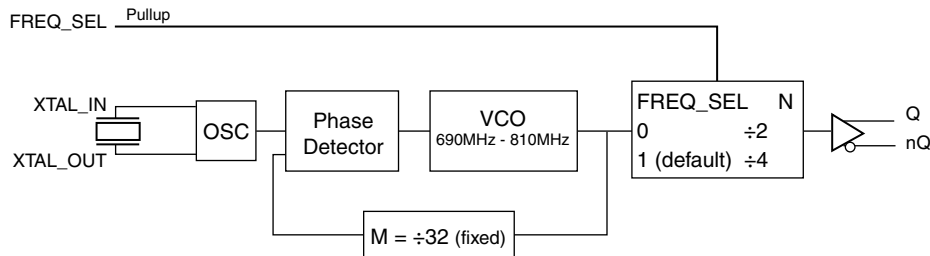 FREQ_SEL Pullup
XTAL_IN
XTAL_OUT
OSC
Phase
Detector
VCO
690MHz - 810MHz
FREQ_SEL N
0 ÷2
1 (default) ÷4
Q
nQ
M = ÷32 (fixed)